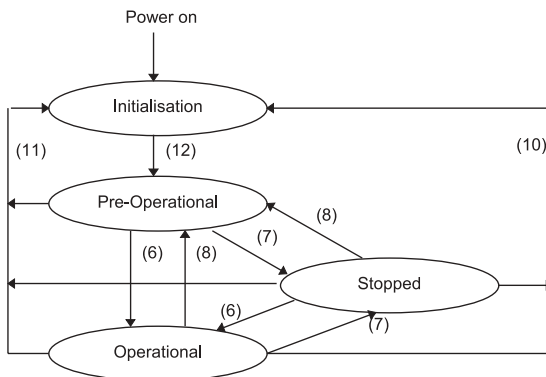 Power on
Initialisation
(11)
(12)
(10)
Pre-Operational
(8)
(6)
(8)
(7)
Stopped
(6)
(7)
Operational